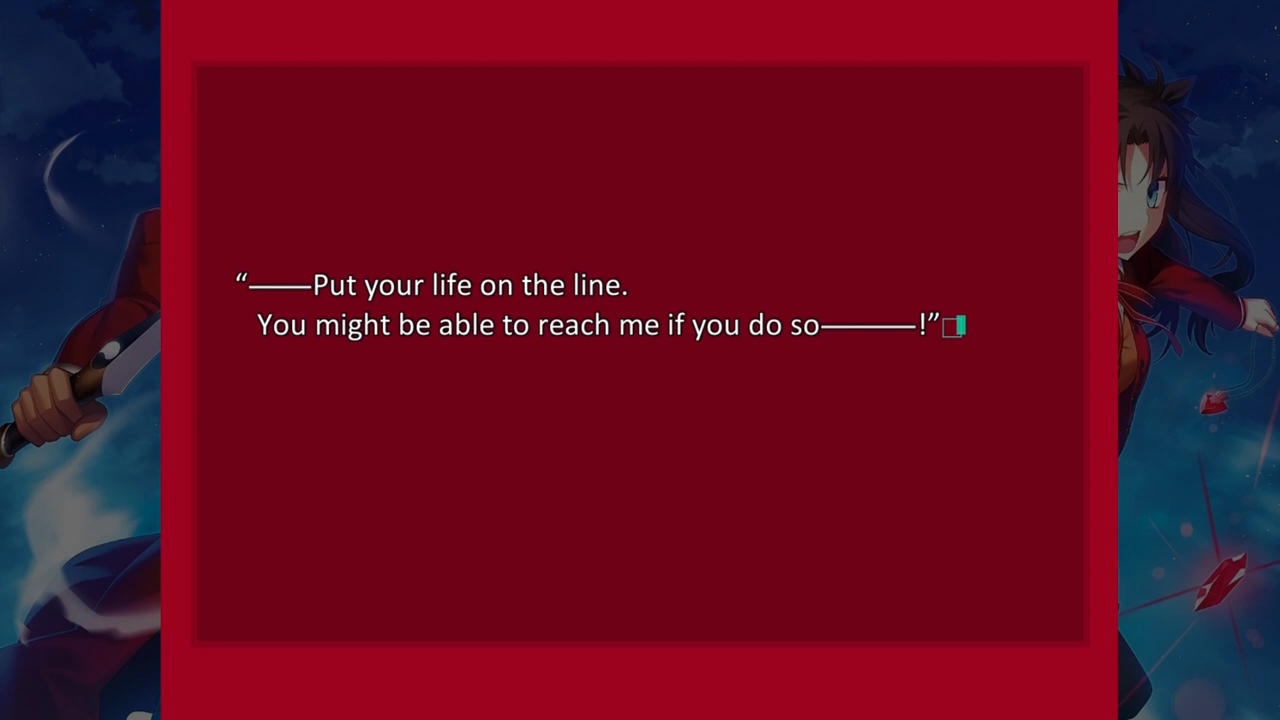 “――Put your life on the line.
You might be able to reach me if you do so―――!”